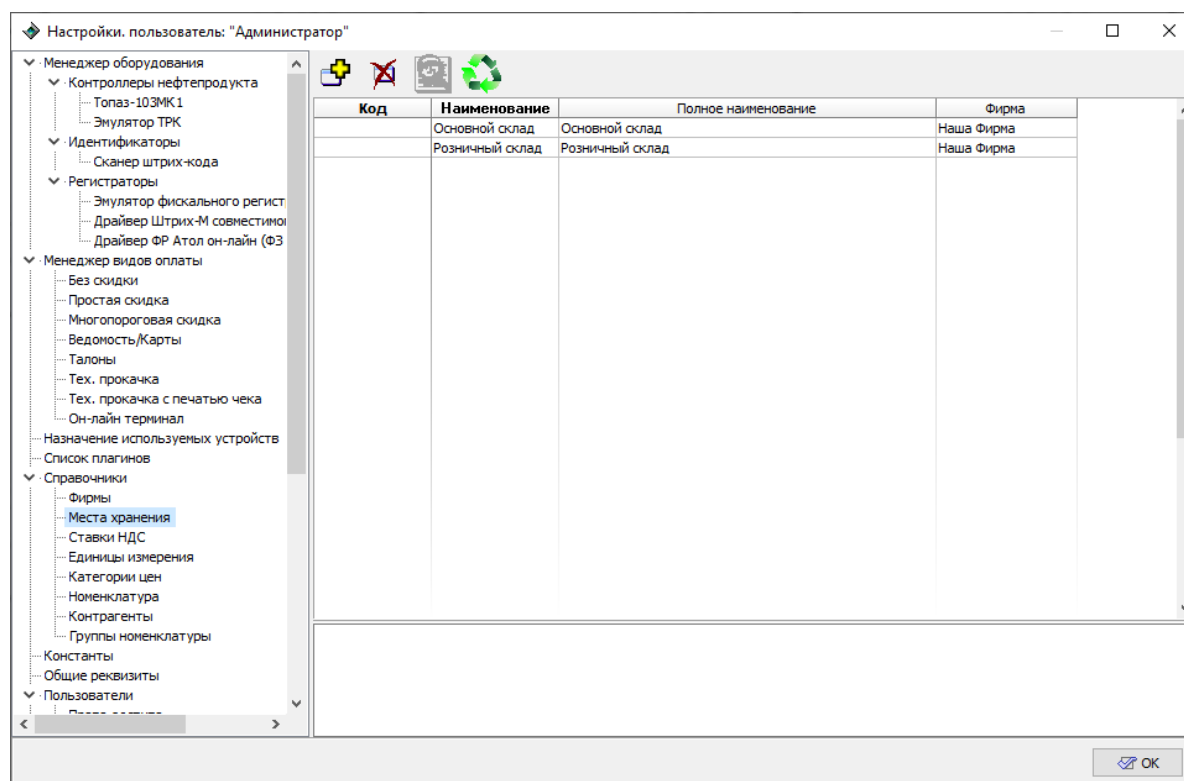 Настройки. пользователь: "Администратор"
Менеджер оборудования
Контроллеры нефтепродукта
Топаз-103МК1
Эмулятор ТРК
Идентификаторы
Сканер штрих-кода
Регистраторы
Эмулятор фискального регист
Драйвер Штрих-М совместимо
Драйвер ФР Атол он-лайн (ФЗ
Менеджер видов оплаты
Без скидки
Простая скидка
Многопороговая скидка
Ведомость/Карты
Талоны
Тех. прокачка
Тех. прокачка с печатью чека
Он-лайн терминал
Назначение используемых устройств
Список плагинов
Справочники
Фирмы
Места хранения
Ставки НДС
Единицы измерения
Категории цен
Номенклатура
Контрагенты
Группы номенклатуры
Константы
Общие реквизиты
Пользователи
Код Наименование Полное наименование Фирма
Основной склад Основной склад Наша Фирма
Розничный склад Розничный склад Наша Фирма
OK